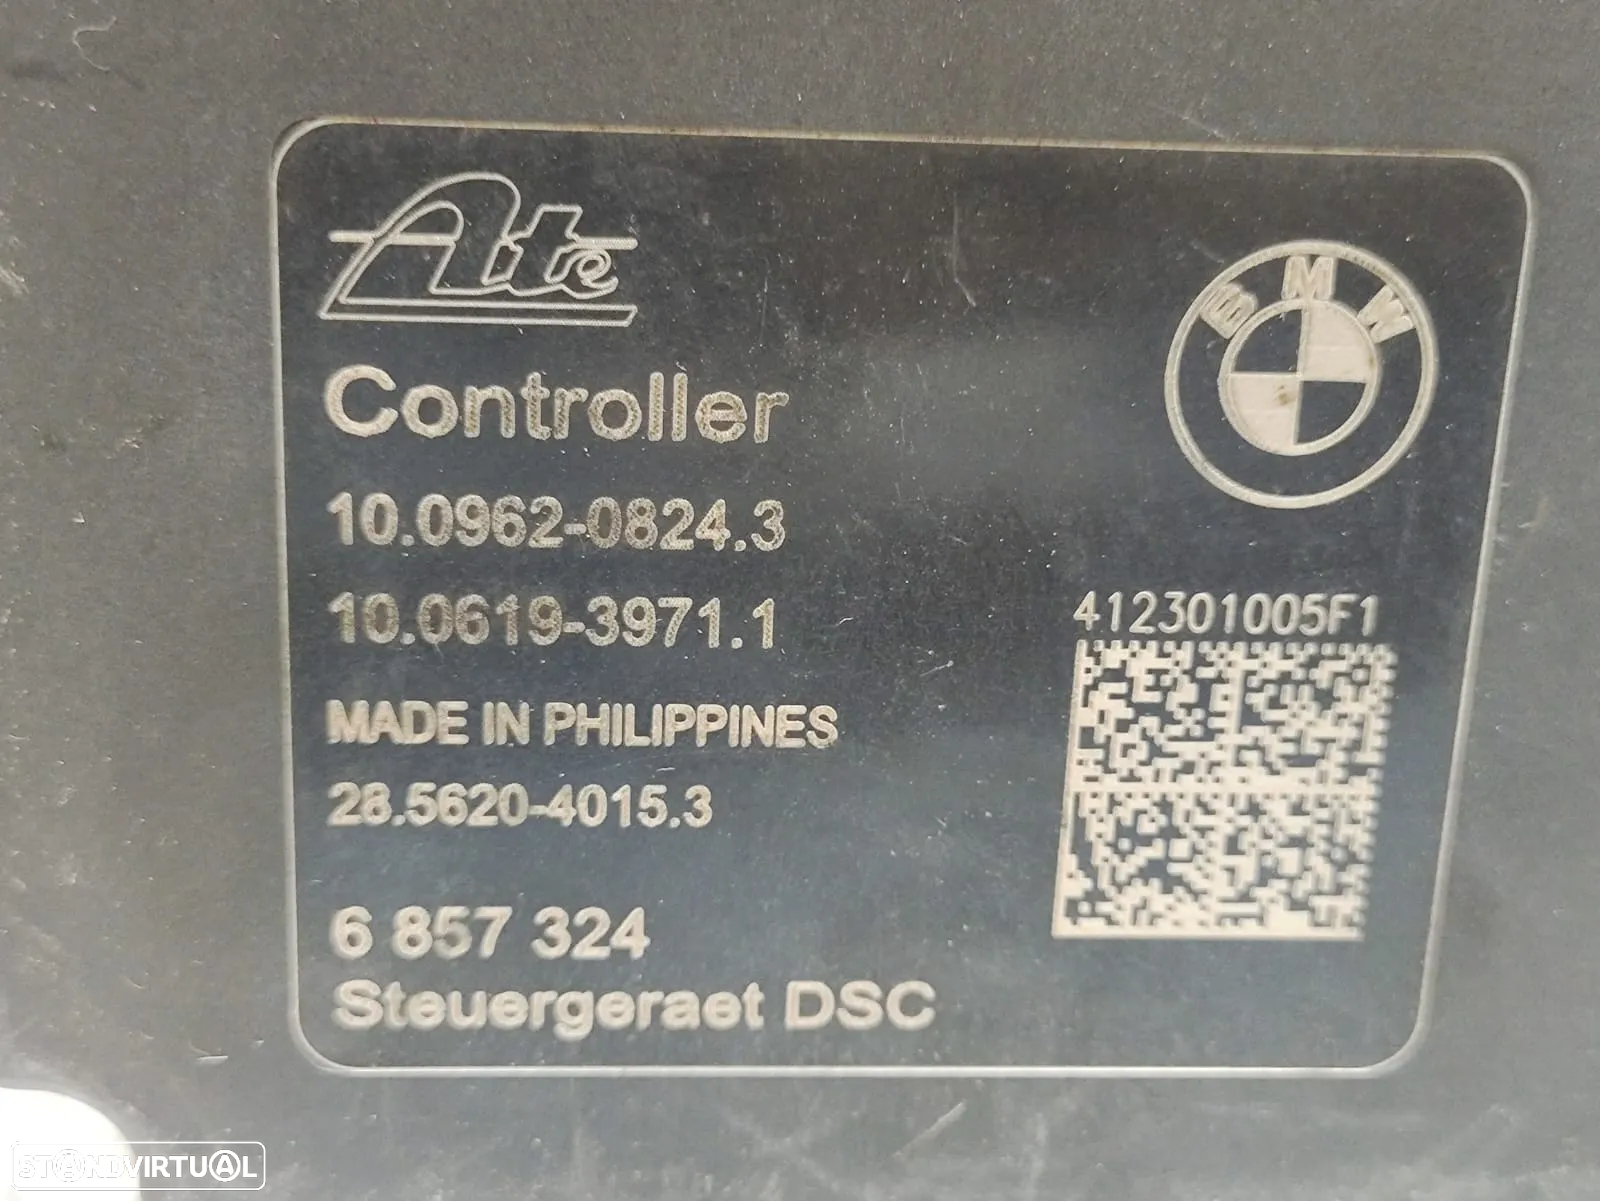 Ate
BMW
Controller
10.0962-0824.3
10.0619-3971.1
412301005F1
MADE IN PHILIPPINES
28.5620-4015.3
6 857 324
Steuergeraet DSC
STANDVIRTUAL